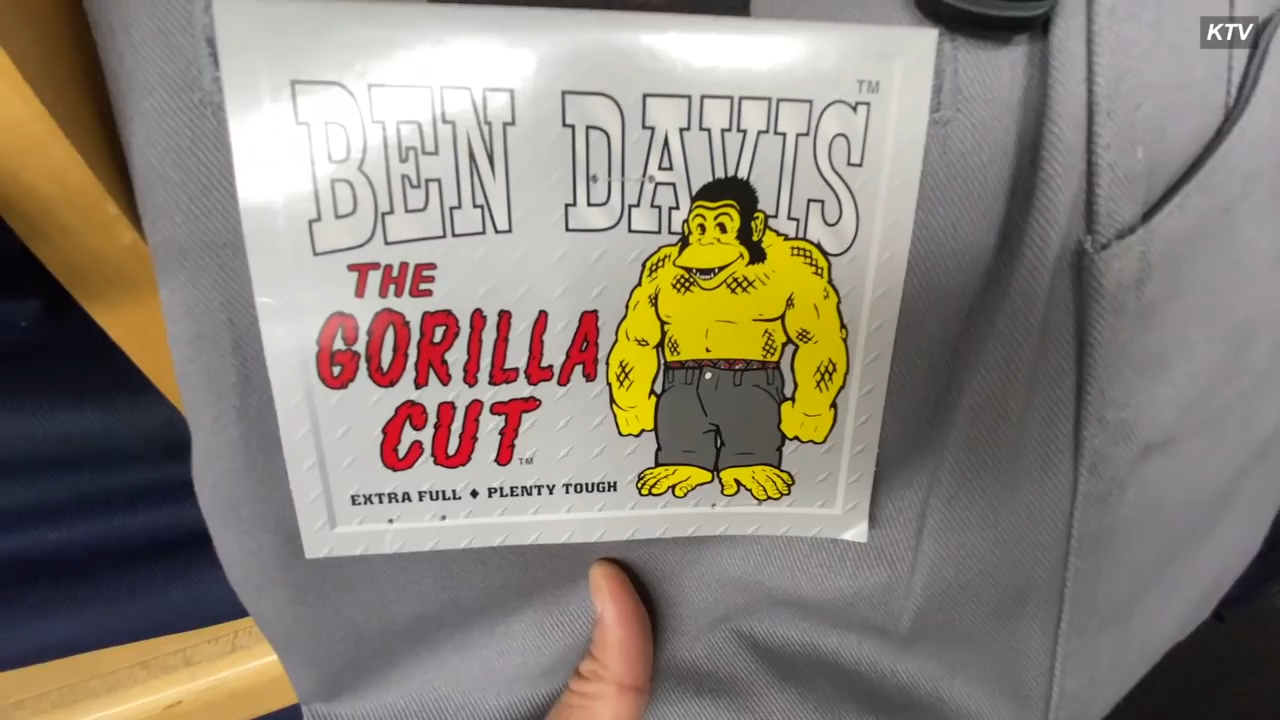 KTV
BEN DAVIS™
THE
GORILLA
CUT™
EXTRA FULL ♦ PLENTY TOUGH